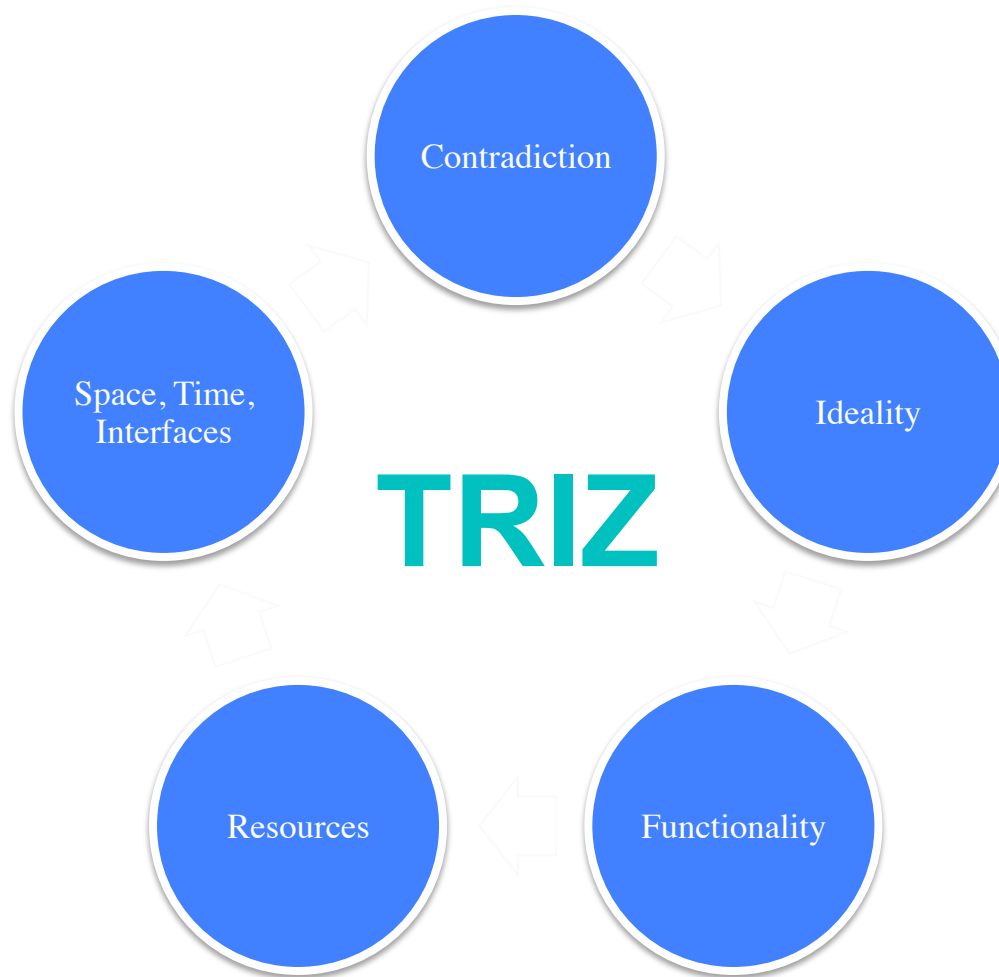 Contradiction
Ideality
Functionality
Resources
Space, Time,
Interfaces
TRIZ